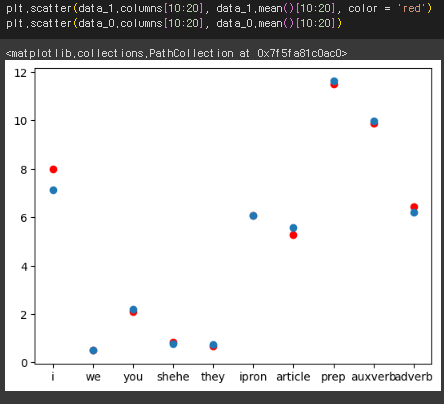 plt.scatter(data_1.columns[10:20], data_1.mean()[10:20], color = 'red')
plt.scatter(data_0.columns[10:20], data_0.mean()[10:20])
<matplotlib.collections.PathCollection at 0x7f5fa81c0ac0>
12
10
8
6
4
2
0
i we you shehe they ipron article prep auxverb adverb